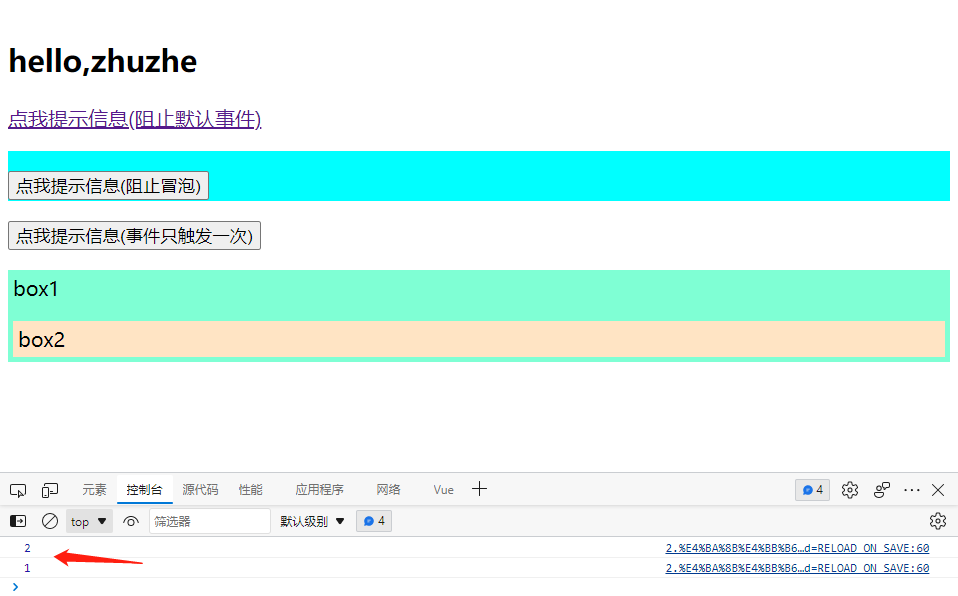 hello,zhuzhe
点我提示信息(阻止默认事件)
点我提示信息(阻止冒泡)
点我提示信息(事件只触发一次)
box1
box2
元素 控制台 源代码 性能 应用程序 网络 Vue 4
top 筛选器 默认级别 4
2 2.%E4%BA%8B%E4%BB%B6…d=RELOAD_ON_SAVE:60
1 2.%E4%BA%8B%E4%BB%B6…d=RELOAD_ON_SAVE:60